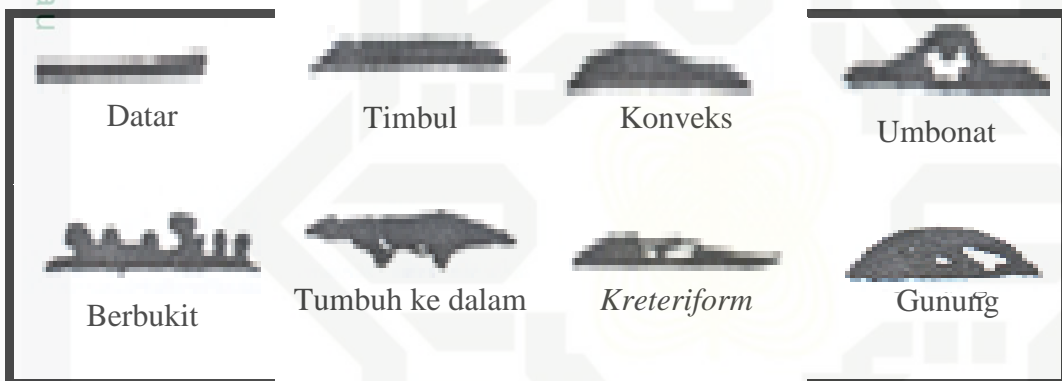 Datar Timbul Konveks Umbonat
Berbukit Tumbuh ke dalam Kreteriform Gunung